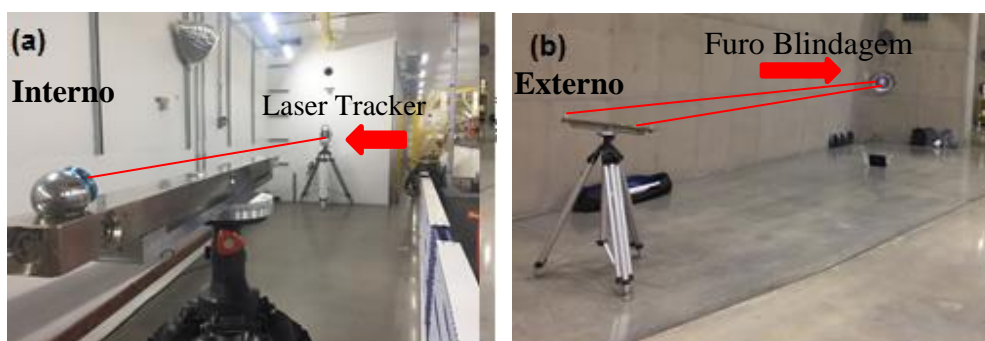 (a)
Interno
Laser Tracker
(b)
Externo
Furo Blindagem